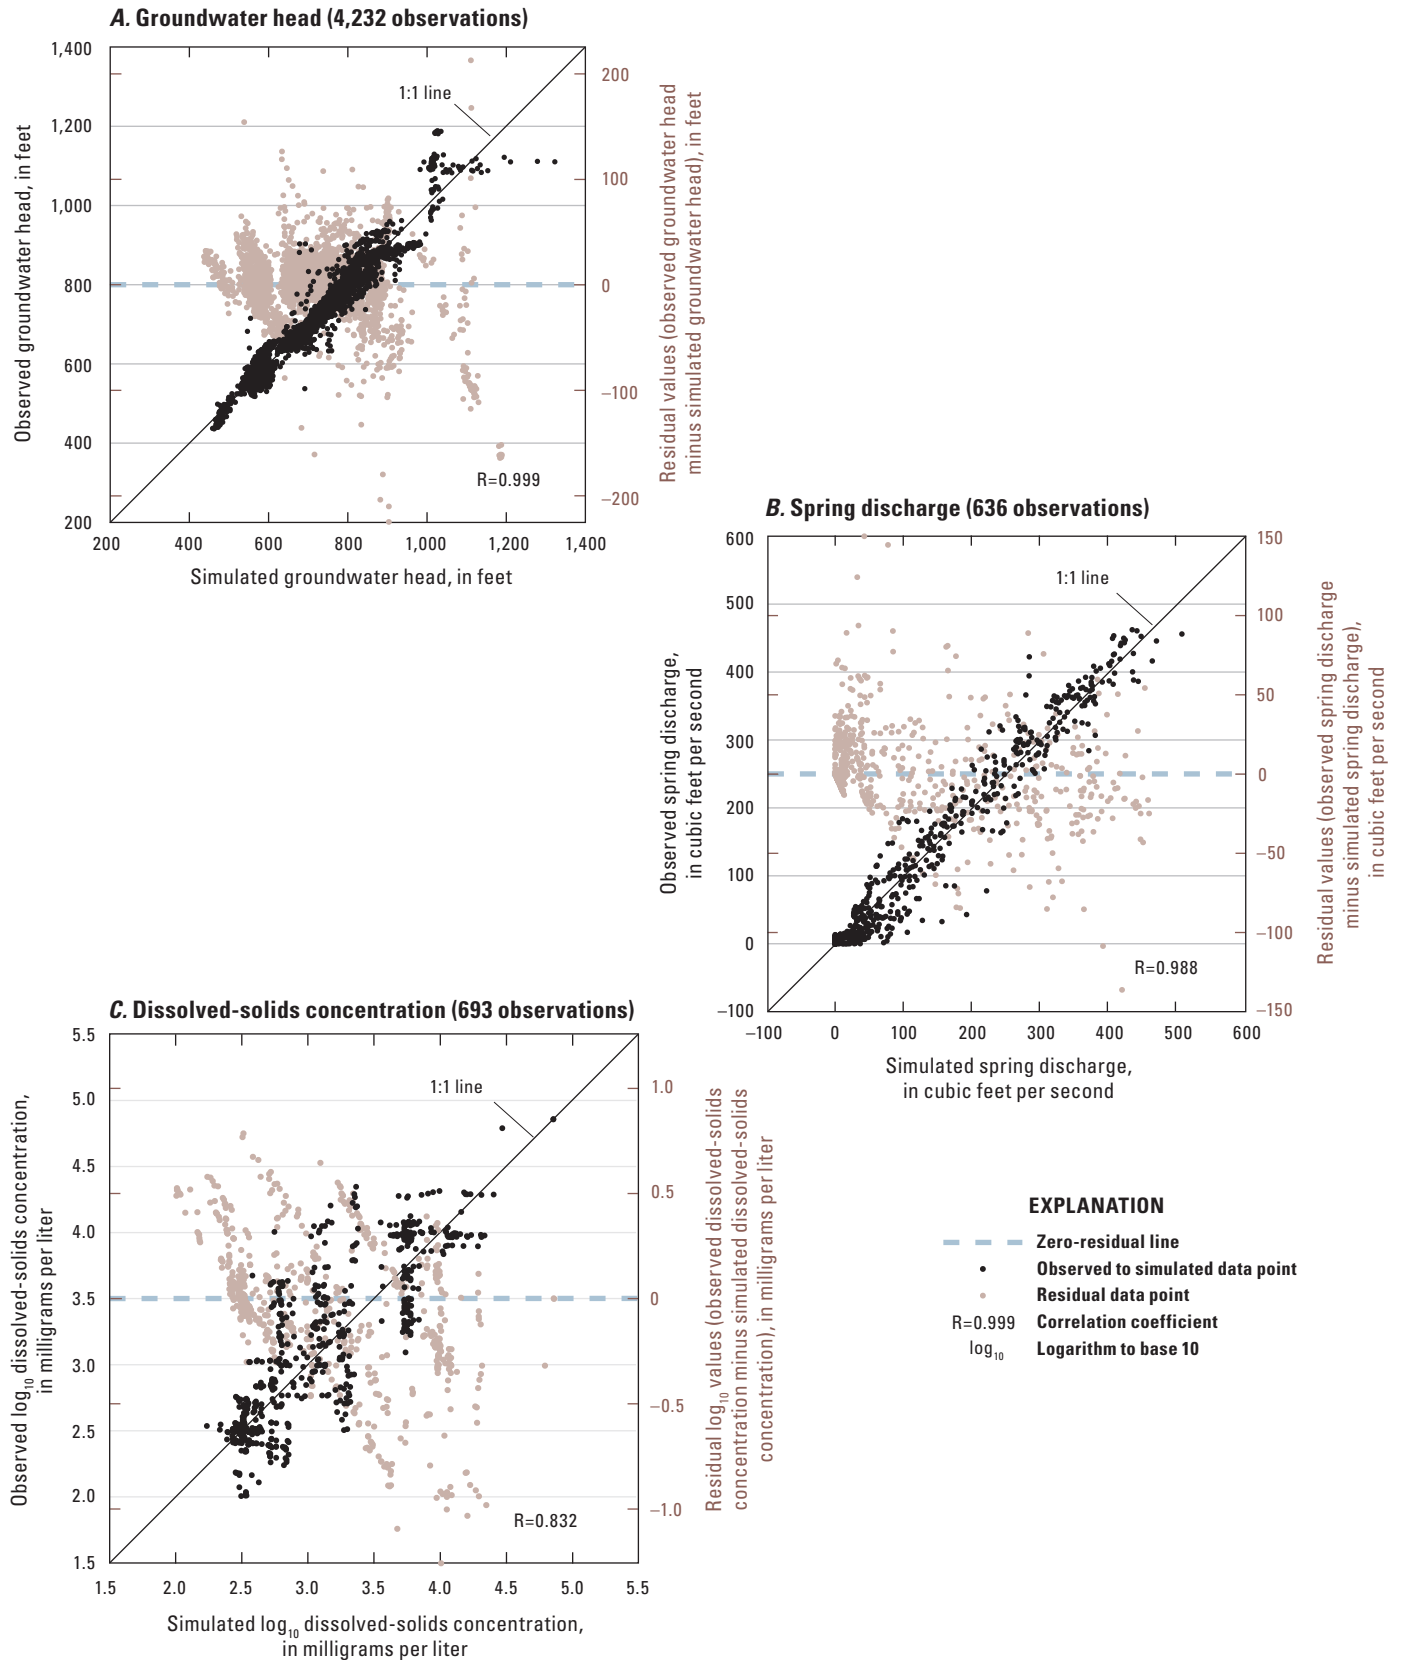 A. Groundwater head (4,232 observations)
1,400
1,200
1,000
800
600
400
200
Observed groundwater head, in feet
1:1 line
R=0.999
200
100
0
–100
–200
Residual values (observed groundwater head
minus simulated groundwater head), in feet
200
400
600
800
1,000
1,200
1,400
Simulated groundwater head, in feet
B. Spring discharge (636 observations)
600
500
400
300
200
100
0
–100
Observed spring discharge,
in cubic feet per second
1:1 line
R=0.988
150
100
50
0
–50
–100
–150
Residual values (observed spring discharge
minus simulated spring discharge),
in cubic feet per second
–100
0
100
200
300
400
500
600
Simulated spring discharge,
in cubic feet per second
C. Dissolved-solids concentration (693 observations)
5.5
5.0
4.5
4.0
3.5
3.0
2.5
2.0
1.5
Observed log10 dissolved-solids concentration,
in milligrams per liter
1:1 line
R=0.832
1.0
0.5
0
–0.5
–1.0
Residual log10 values (observed dissolved-solids
concentration minus simulated dissolved-solids
concentration), in milligrams per liter
1.5
2.0
2.5
3.0
3.5
4.0
4.5
5.0
5.5
Simulated log10 dissolved-solids concentration,
in milligrams per liter
EXPLANATION
Zero-residual line
Observed to simulated data point
Residual data point
R=0.999 Correlation coefficient
log10 Logarithm to base 10